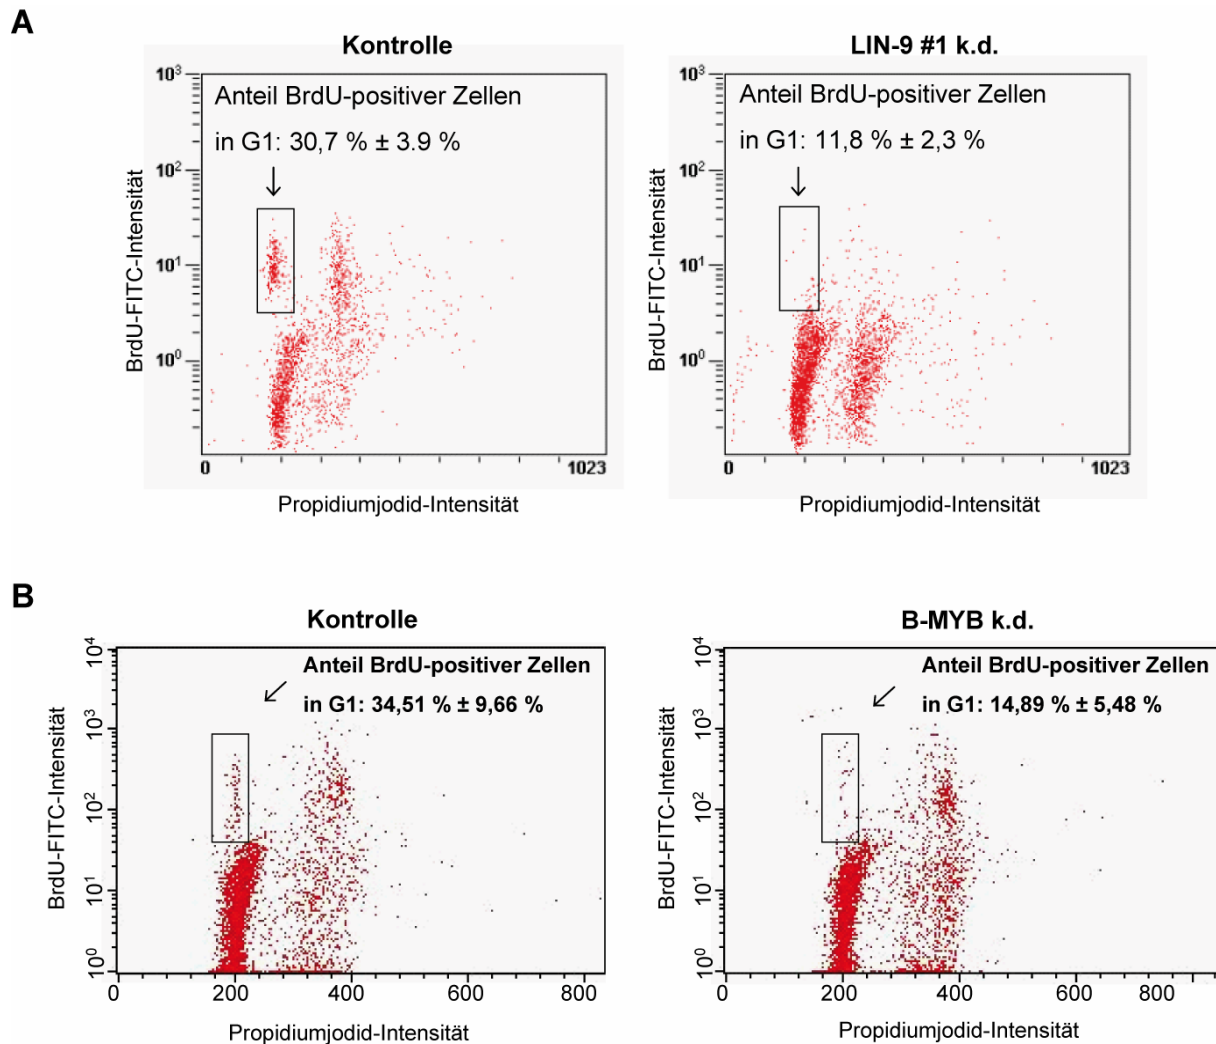 A
Kontrolle
LIN-9 #1 k.d.
Anteil BrdU-positiver Zellen
in G1: 30,7 % ± 3.9 %
BrdU-FITC-Intensität
10³
10²
10¹
10⁰
0
1023
Propidiumjodid-Intensität
Anteil BrdU-positiver Zellen
in G1: 11,8 % ± 2,3 %
BrdU-FITC-Intensität
10³
10²
10¹
10⁰
0
1023
Propidiumjodid-Intensität
B
Kontrolle
B-MYB k.d.
Anteil BrdU-positiver Zellen
in G1: 34,51 % ± 9,66 %
BrdU-FITC-Intensität
10⁴
10³
10²
10¹
10⁰
0 200 400 600 800
Propidiumjodid-Intensität
Anteil BrdU-positiver Zellen
in G1: 14,89 % ± 5,48 %
BrdU-FITC-Intensität
10⁴
10³
10²
10¹
10⁰
0 200 400 600 800
Propidiumjodid-Intensität